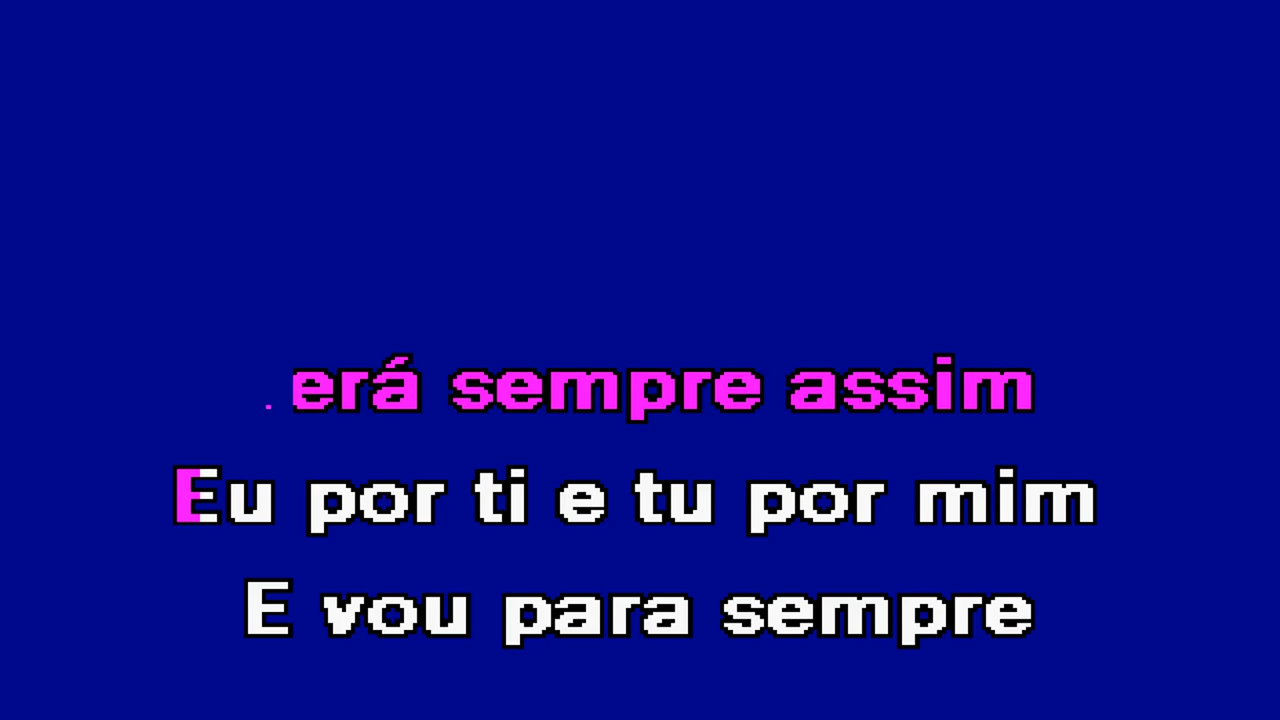 erá sempre assim
Eu por ti e tu por mim
E vou para sempre